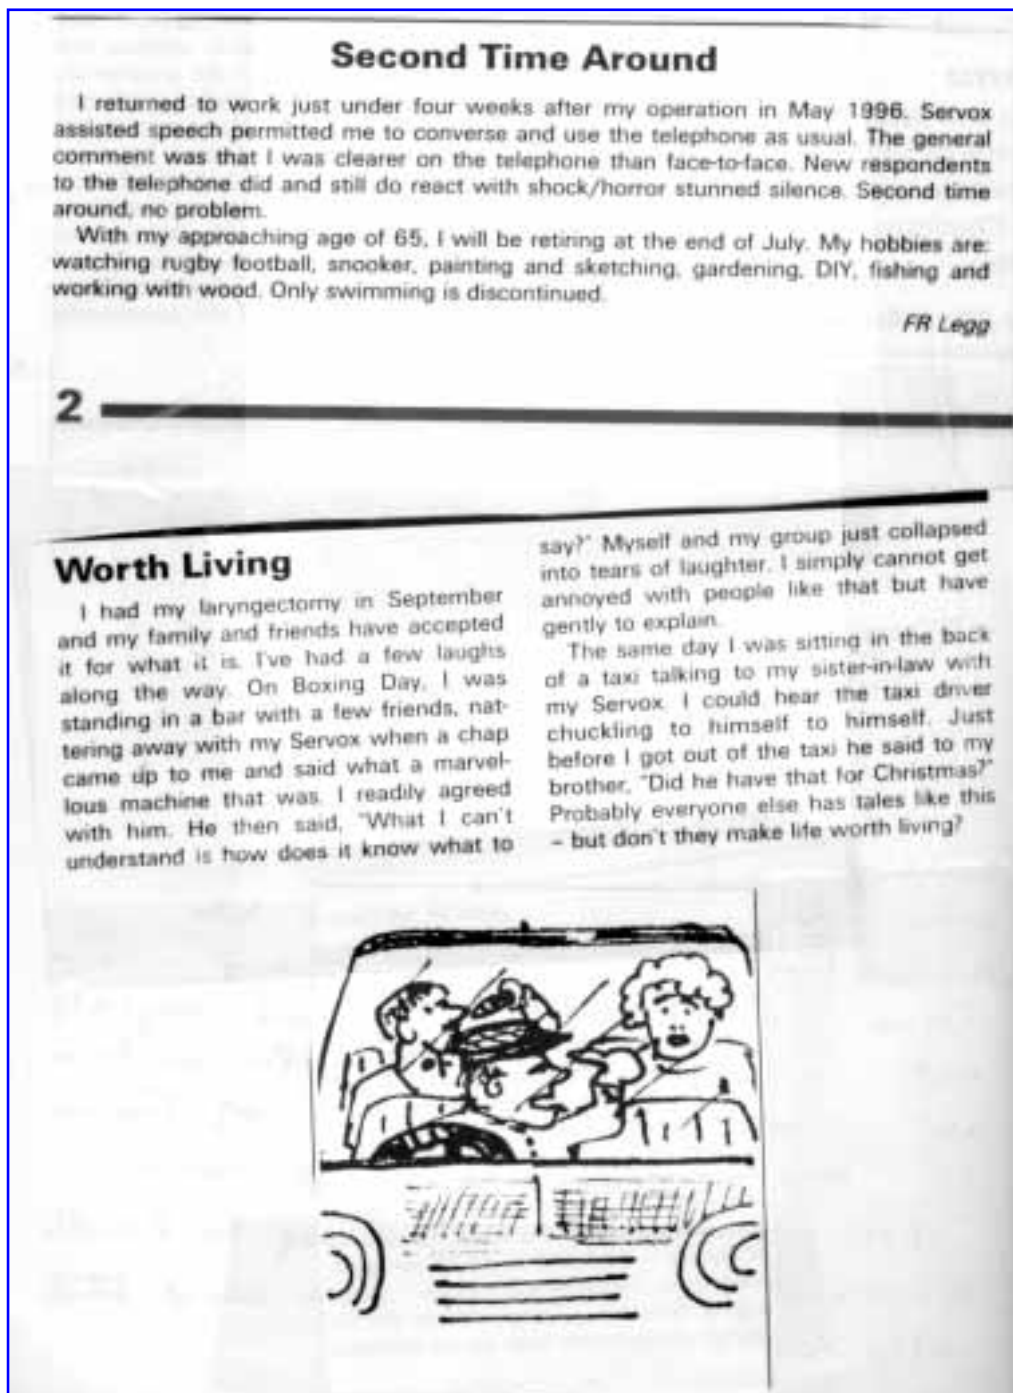 Second Time Around
I returned to work just under four weeks after my operation in May 1996. Servox
assisted speech permitted me to converse and use the telephone as usual. The general
comment was that I was clearer on the telephone than face-to-face. New respondents
to the telephone did and still do react with shock/horror stunned silence. Second time
around, no problem.
With my approaching age of 65, I will be retiring at the end of July. My hobbies are:
watching rugby football, snooker, painting and sketching, gardening, DIY, fishing and
working with wood. Only swimming is discontinued.
FR Legg
2
Worth Living
I had my laryngectomy in September
and my family and friends have accepted
it for what it is. I've had a few laughs
along the way. On Boxing Day, I was
standing in a bar with a few friends, nat-
tering away with my Servox when a chap
came up to me and said what a marvel-
lous machine that was. I readily agreed
with him. He then said, "What I can't
understand is how does it know what to
say?" Myself and my group just collapsed
into tears of laughter. I simply cannot get
annoyed with people like that but have
gently to explain.
The same day I was sitting in the back
of a taxi talking to my sister-in-law with
my Servox. I could hear the taxi driver
chuckling to himself to himself. Just
before I got out of the taxi he said to my
brother, "Did he have that for Christmas?"
Probably everyone else has tales like this
– but don't they make life worth living?